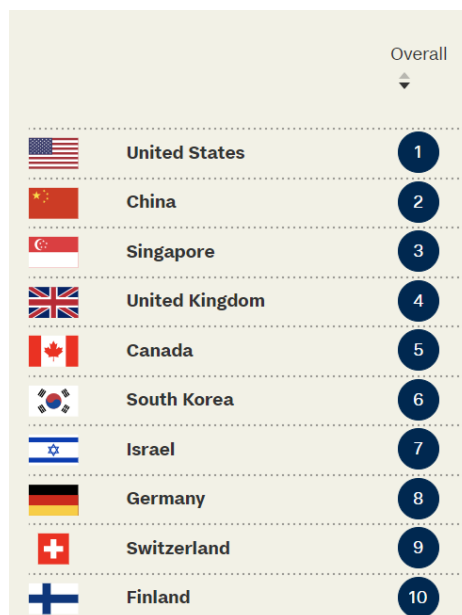 Overall
United States 1
China 2
Singapore 3
United Kingdom 4
Canada 5
South Korea 6
Israel 7
Germany 8
Switzerland 9
Finland 10